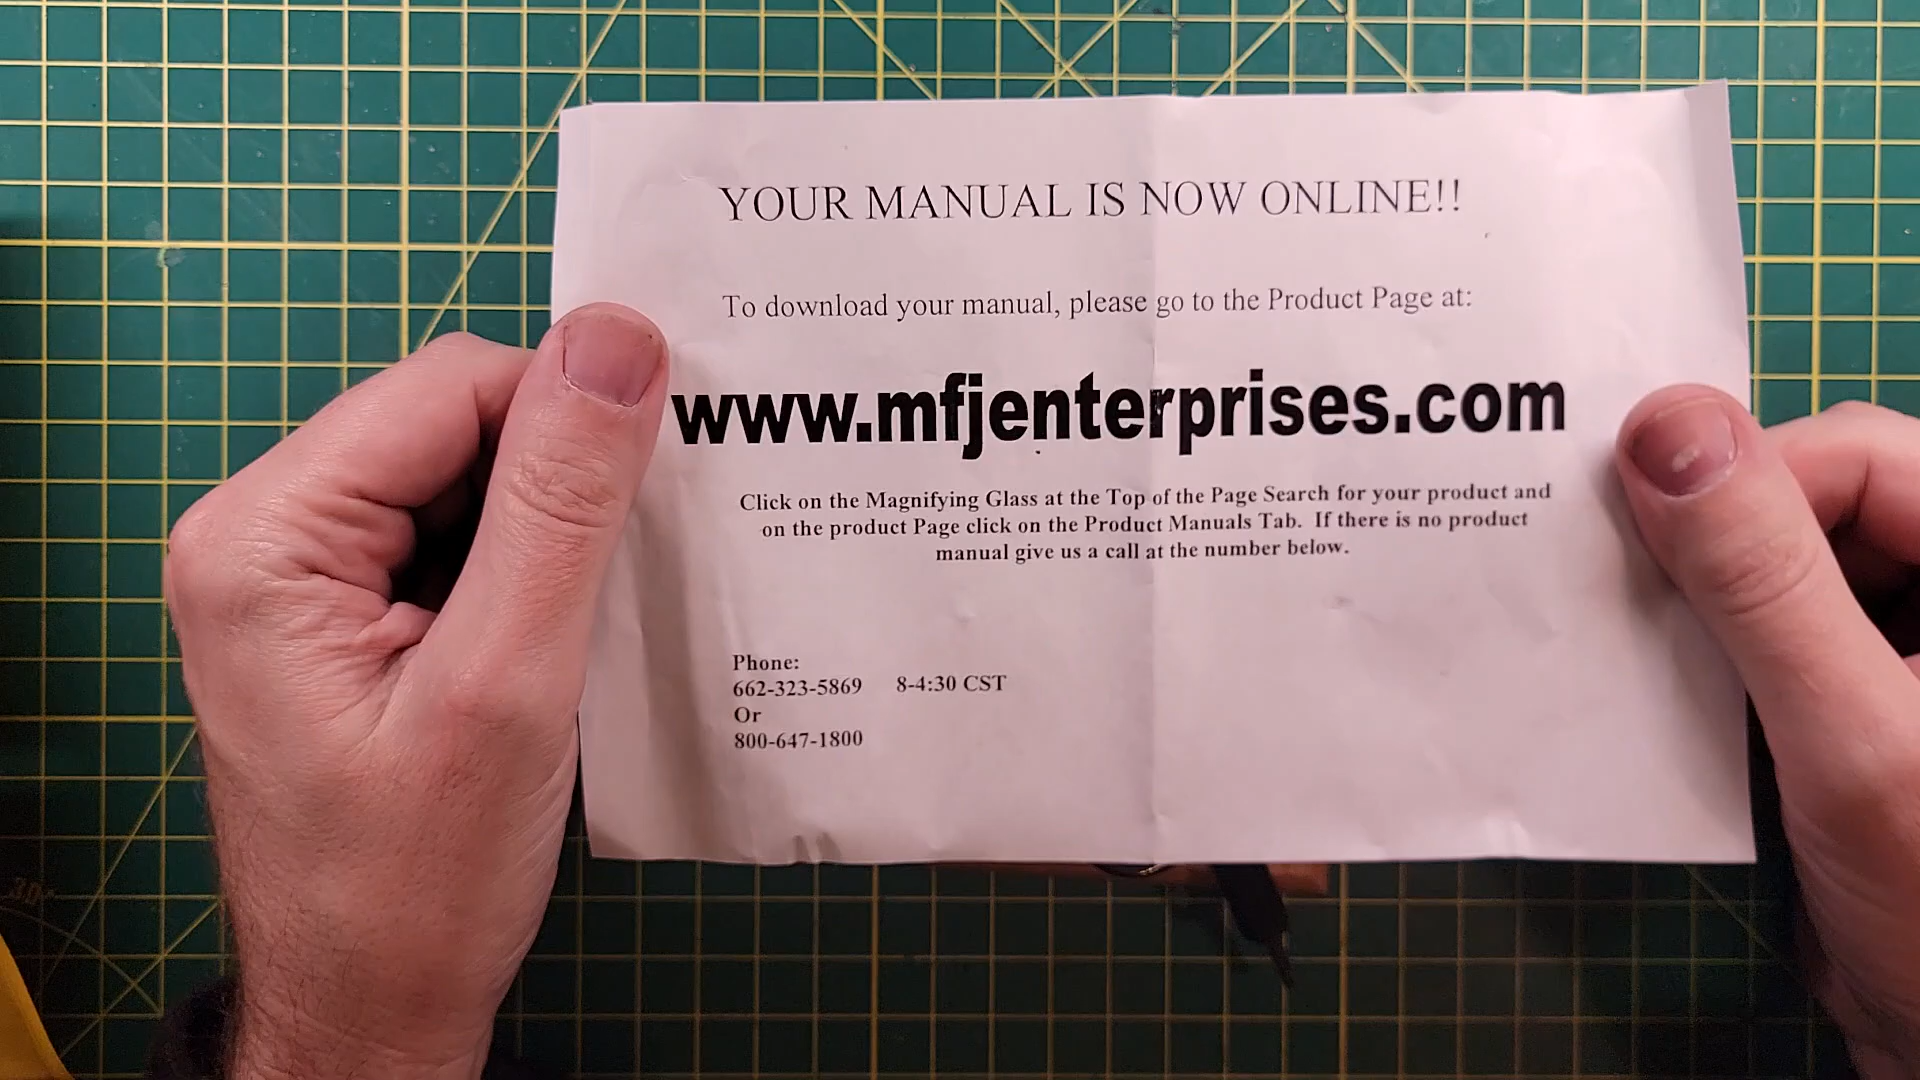 YOUR MANUAL IS NOW ONLINE!!
To download your manual, please go to the Product Page at:
www.mfjenterprises.com
Click on the Magnifying Glass at the Top of the Page Search for your product and
on the product Page click on the Product Manuals Tab. If there is no product
manual give us a call at the number below.
Phone:
662-323-5869 8-4:30 CST
Or
800-647-1800
30